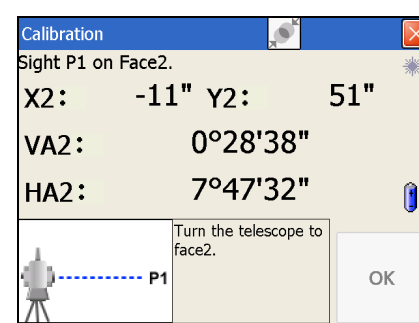 Calibration
Sight P1 on Face2.
X2: -11" Y2: 51"
VA2: 0°28'38"
HA2: 7°47'32"
P1
Turn the telescope to
face2.
OK